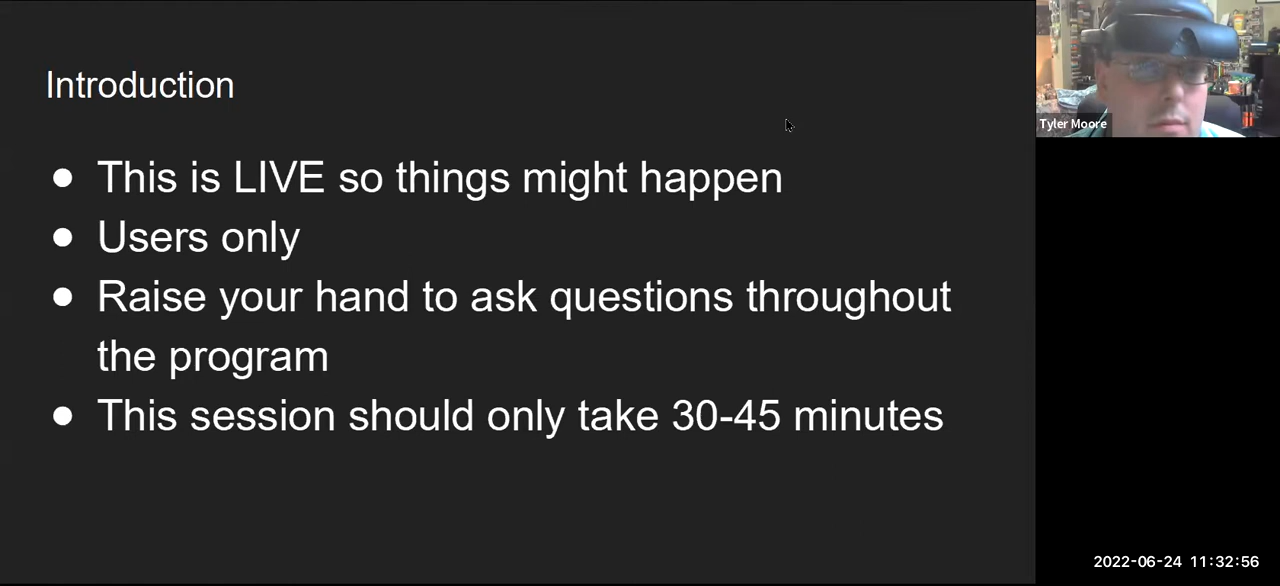 Introduction
● This is LIVE so things might happen
● Users only
● Raise your hand to ask questions throughout
the program
● This session should only take 30-45 minutes
Tyler Moore
2022-06-24 11:32:56